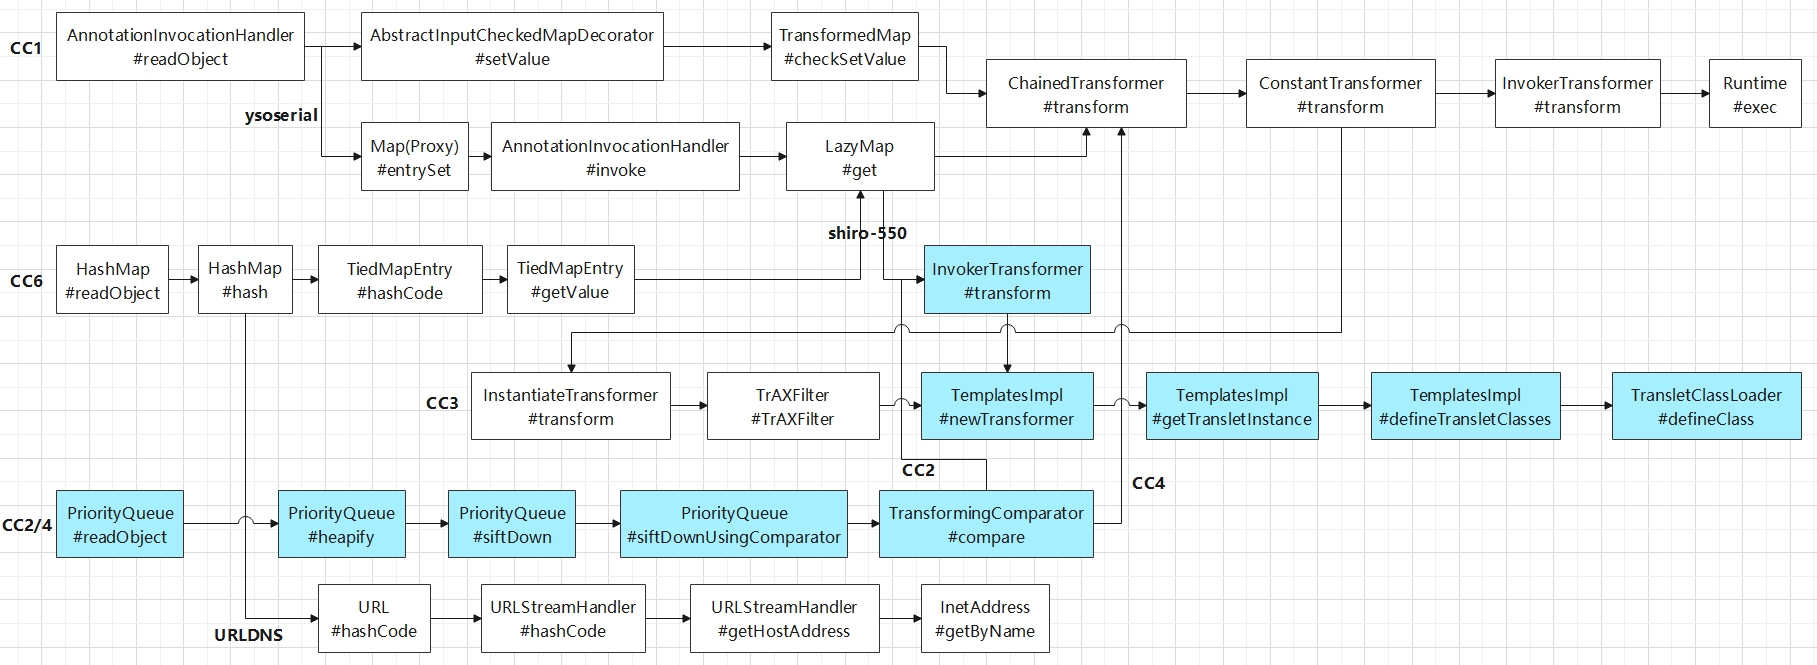 CC1
AnnotationInvocationHandler
#readObject
AbstractInputCheckedMapDecorator
#setValue
TransformedMap
#checkSetValue
ChainedTransformer
#transform
ConstantTransformer
#transform
InvokerTransformer
#transform
Runtime
#exec
ysoserial
Map(Proxy)
#entrySet
AnnotationInvocationHandler
#invoke
LazyMap
#get
shiro-550
CC6
HashMap
#readObject
HashMap
#hash
TiedMapEntry
#hashCode
TiedMapEntry
#getValue
InvokerTransformer
#transform
CC3
InstantiateTransformer
#transform
TrAXFilter
#TrAXFilter
TemplatesImpl
#newTransformer
TemplatesImpl
#getTransletInstance
TemplatesImpl
#defineTransletClasses
TransletClassLoader
#defineClass
CC2
CC4
CC2/4
PriorityQueue
#readObject
PriorityQueue
#heapify
PriorityQueue
#siftDown
PriorityQueue
#siftDownUsingComparator
TransformingComparator
#compare
URLDNS
URL
#hashCode
URLStreamHandler
#hashCode
URLStreamHandler
#getHostAddress
InetAddress
#getByName